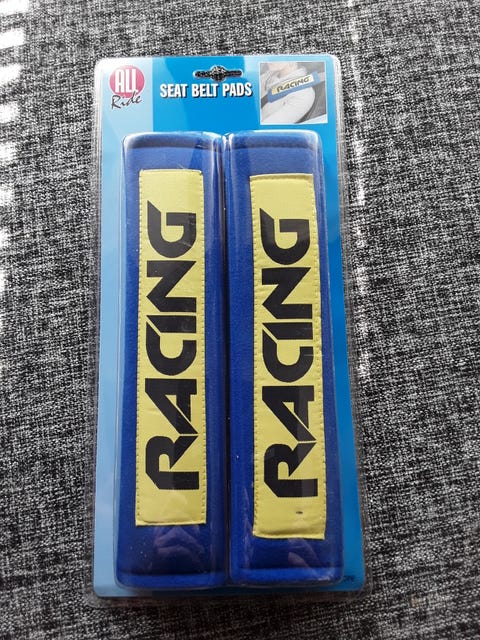 ALL
Ride
SEAT BELT PADS
RACING
RACING
RACING